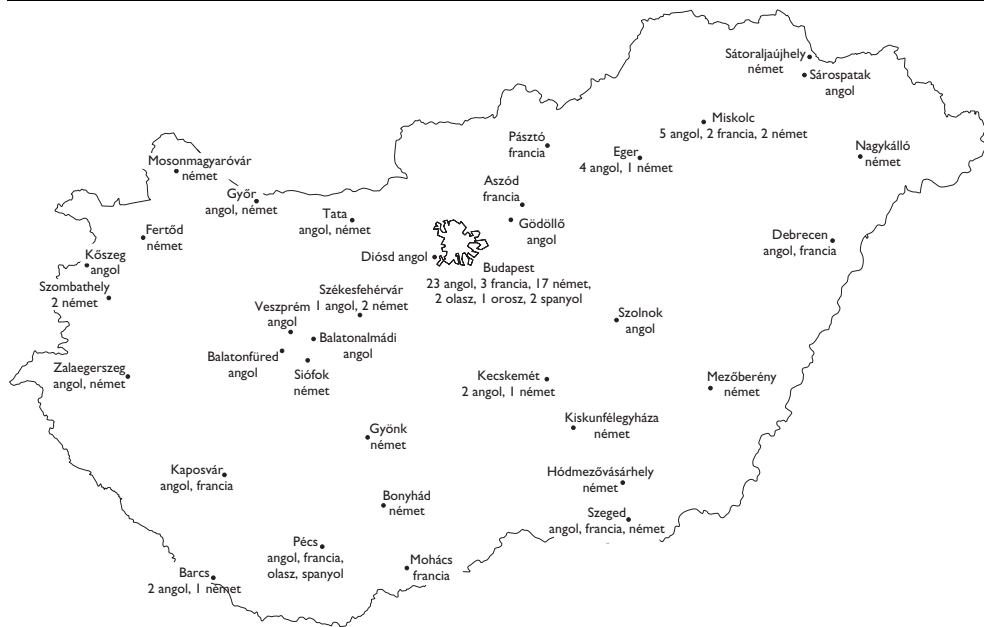 Sátoraljaújhely
német
Sárospatak
angol
Miskolc
5 angol, 2 francia, 2 német
Pásztó
francia
Eger
4 angol, 1 német
Nagykálló
német
Mosonmagyaróvár
német
Aszód
francia
Győr
angol, német
Tata
angol, német
Gödöllő
angol
Fertőd
német
Debrecen
angol, francia
Kőszeg
angol
Diósd angol
Budapest
23 angol, 3 francia, 17 német,
2 olasz, 1 orosz, 2 spanyol
Szombathely
2 német
Székesfehérvár
1 angol, 2 német
Veszprém
angol
Szolnok
angol
Balatonalmádi
angol
Balatonfüred
angol
Siófok
német
Zalaegerszeg
angol, német
Kecskemét
2 angol, 1 német
Mezőberény
német
Kiskunfélegyháza
német
Gyönk
német
Kaposvár
angol, francia
Hódmezővásárhely
német
Bonyhád
német
Szeged
angol, francia, német
Pécs
angol, francia,
olasz, spanyol
Mohács
francia
Barcs
2 angol, 1 német